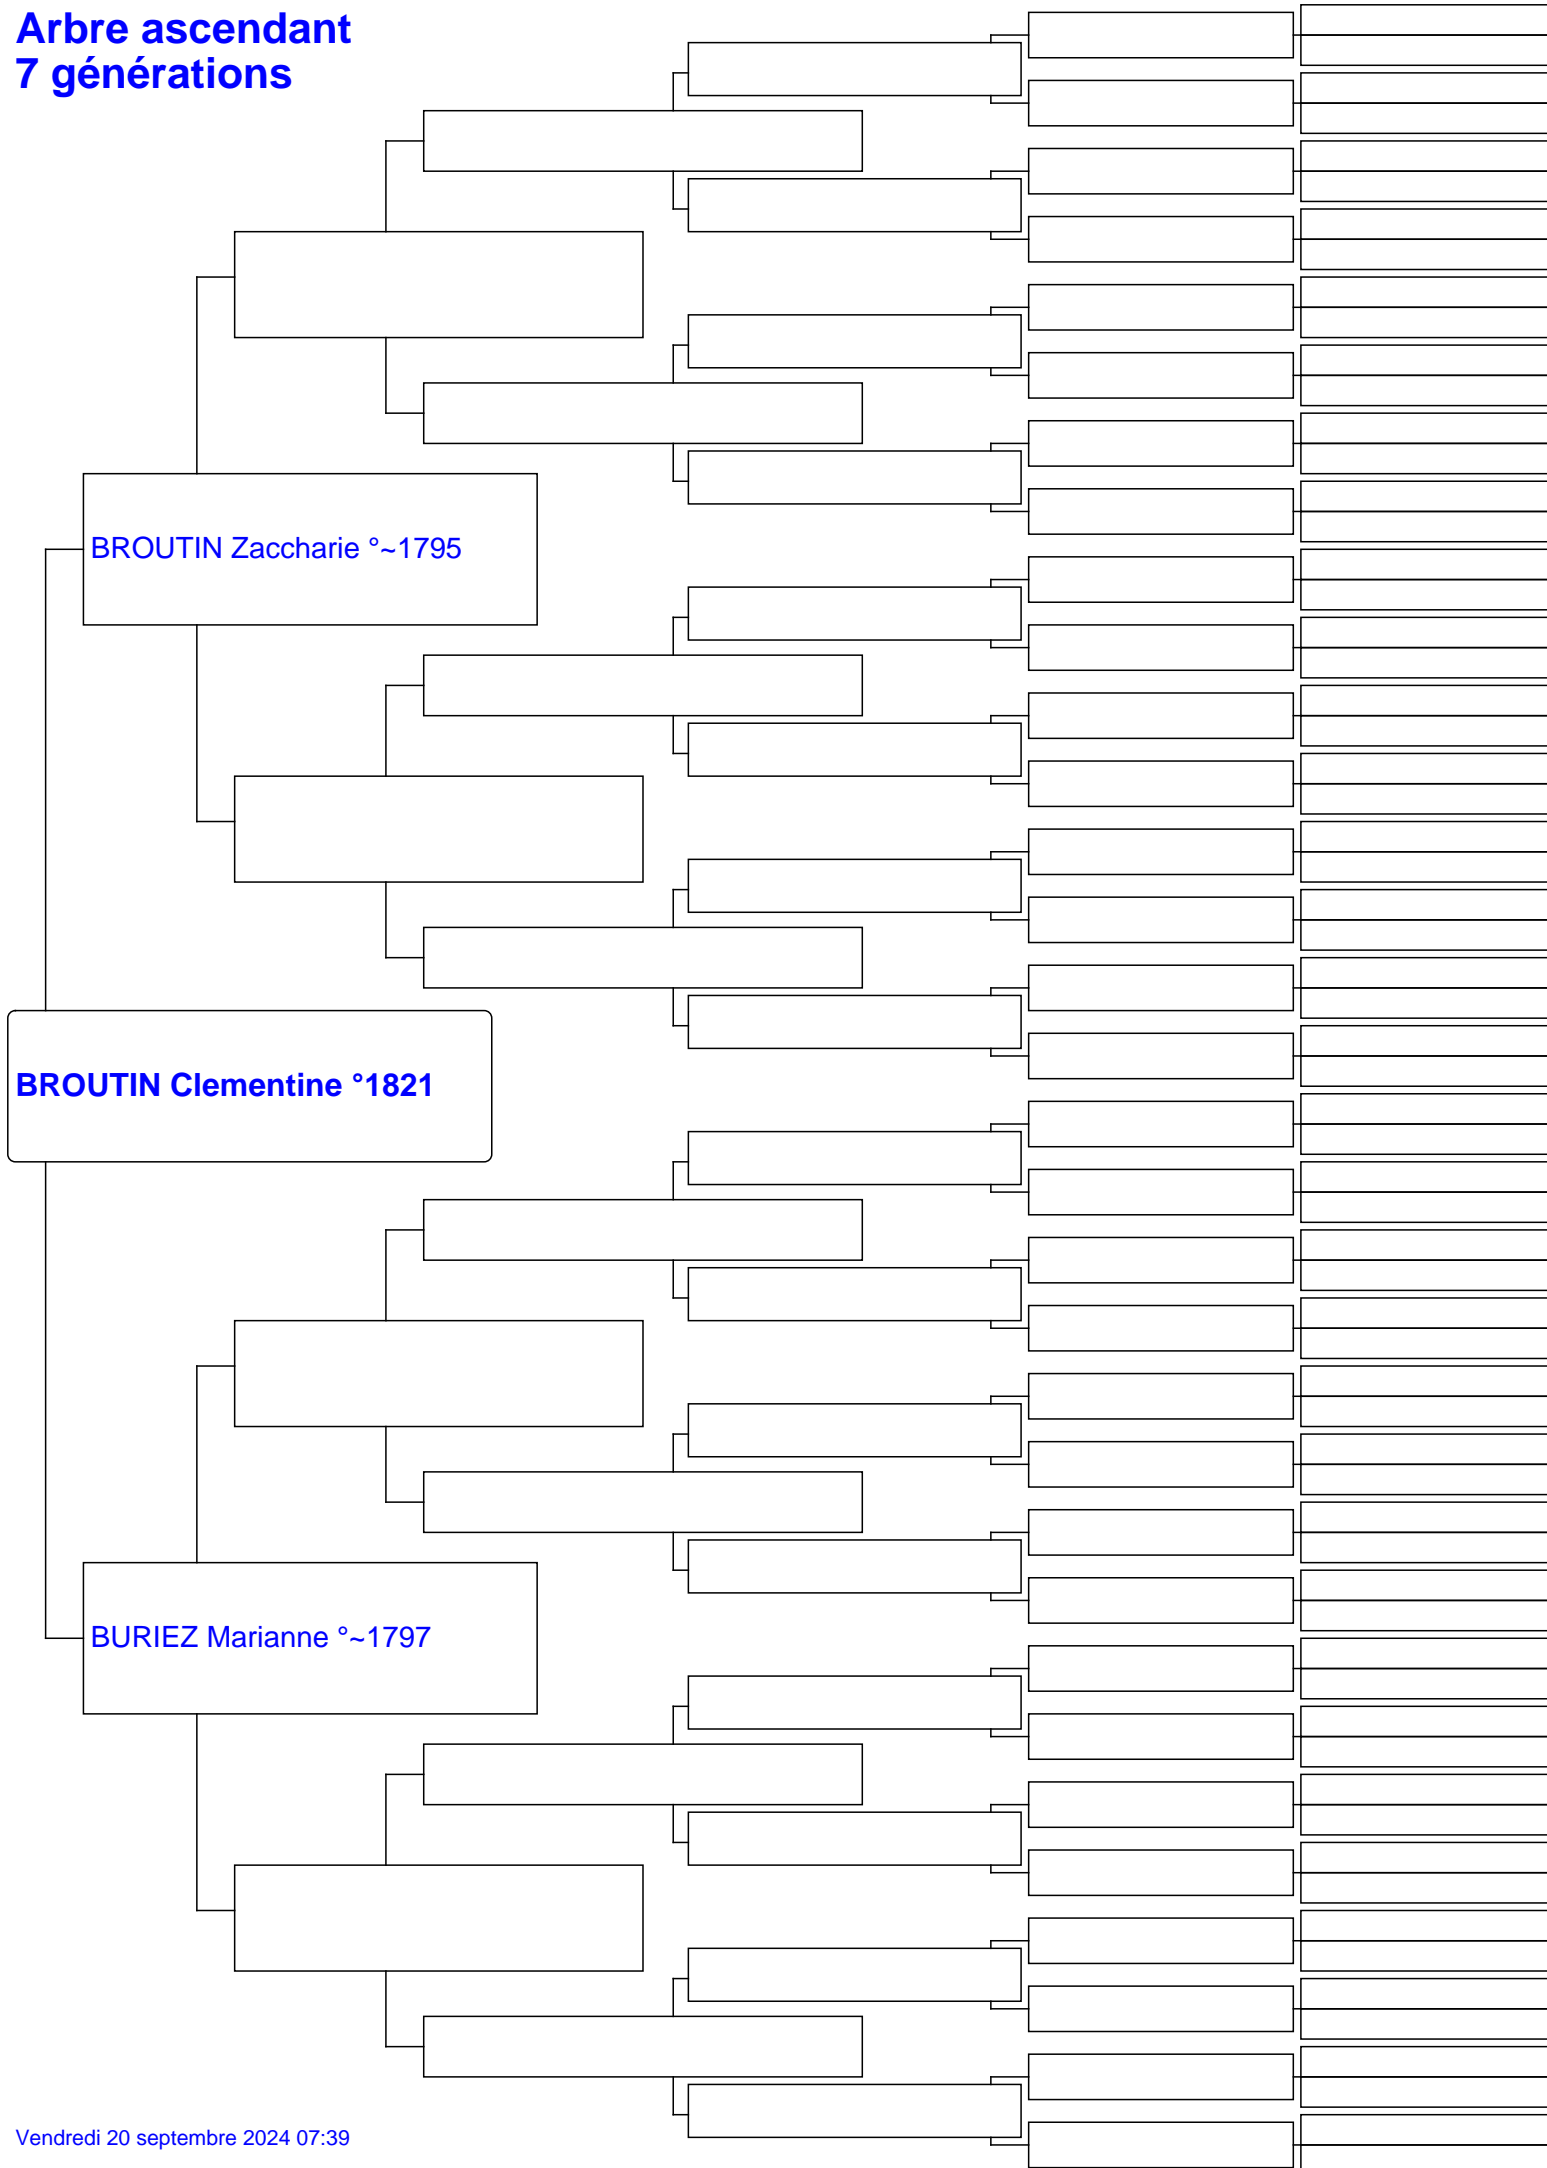 Arbre ascendant
7 générations
BROUTIN Zaccharie °~1795
BROUTIN Clementine °1821
BURIEZ Marianne °~1797
Vendredi 20 septembre 2024 07:39